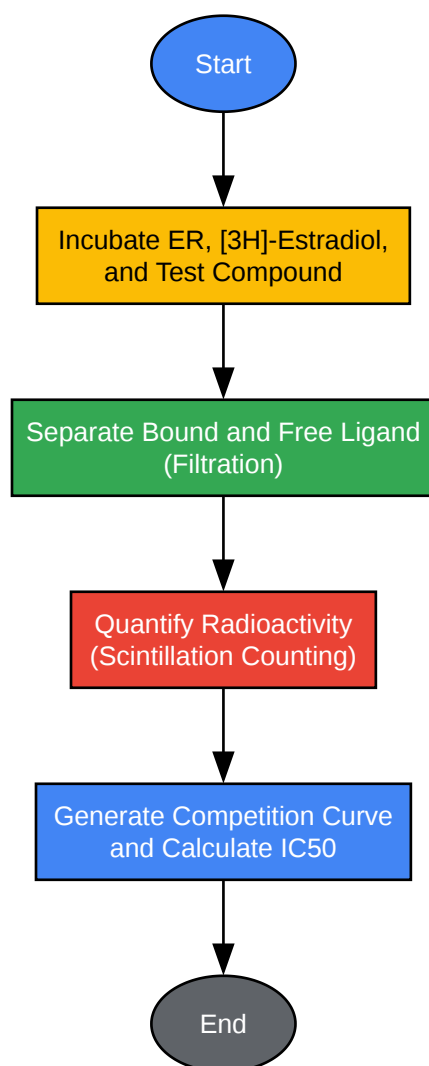 Start
Incubate ER, [3H]-Estradiol,
and Test Compound
Separate Bound and Free Ligand
(Filtration)
Quantify Radioactivity
(Scintillation Counting)
Generate Competition Curve
and Calculate IC50
End